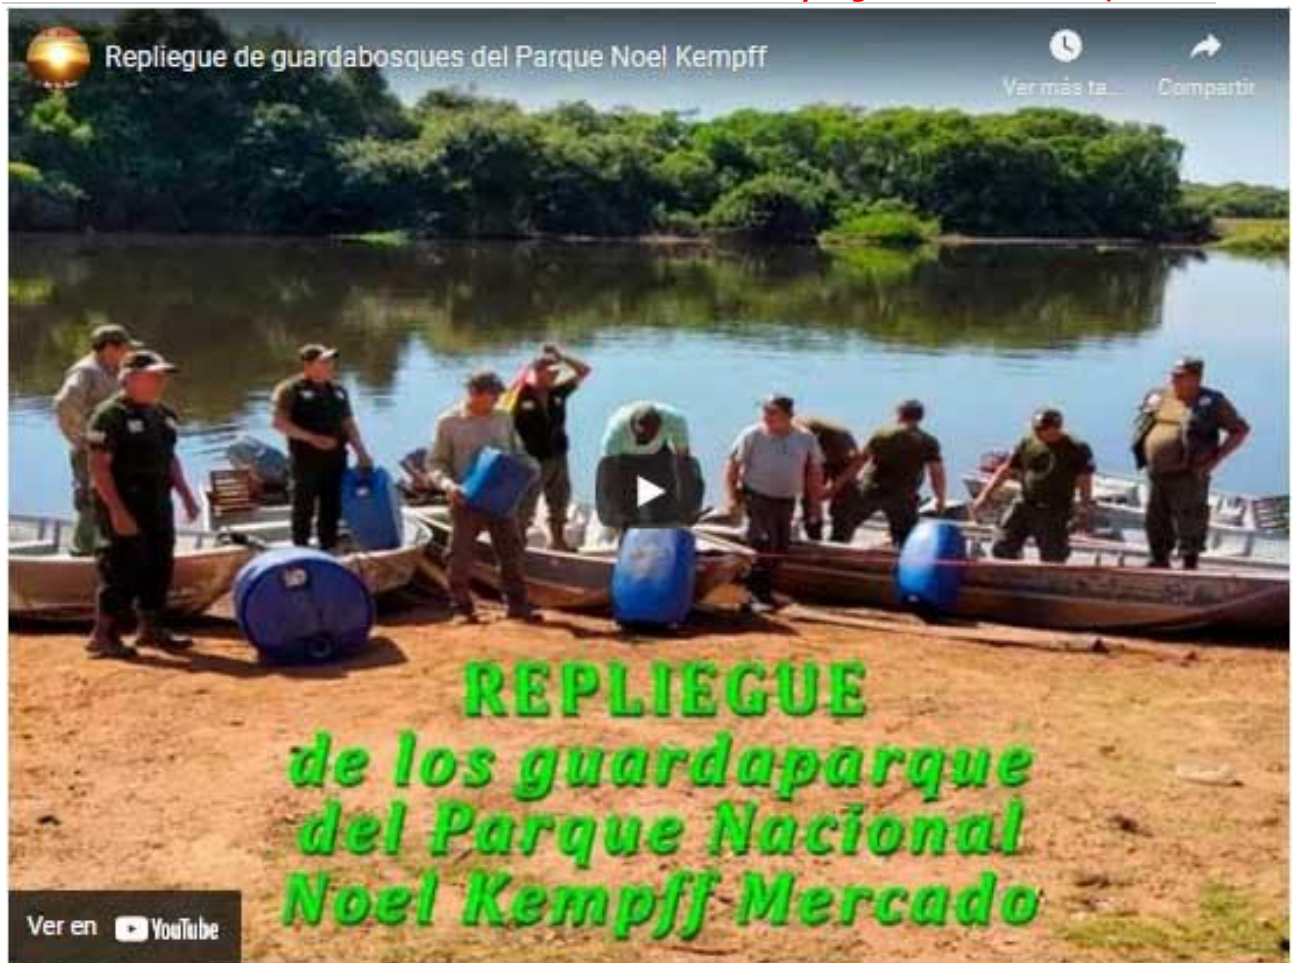 Repliegue de guardabosques del Parque Noel Kempff
Ver más ta...
Compartir
REPLIEGUE
de los guardaparque
del Parque Nacional
Noel Kempff Mercado
Ver en YouTube